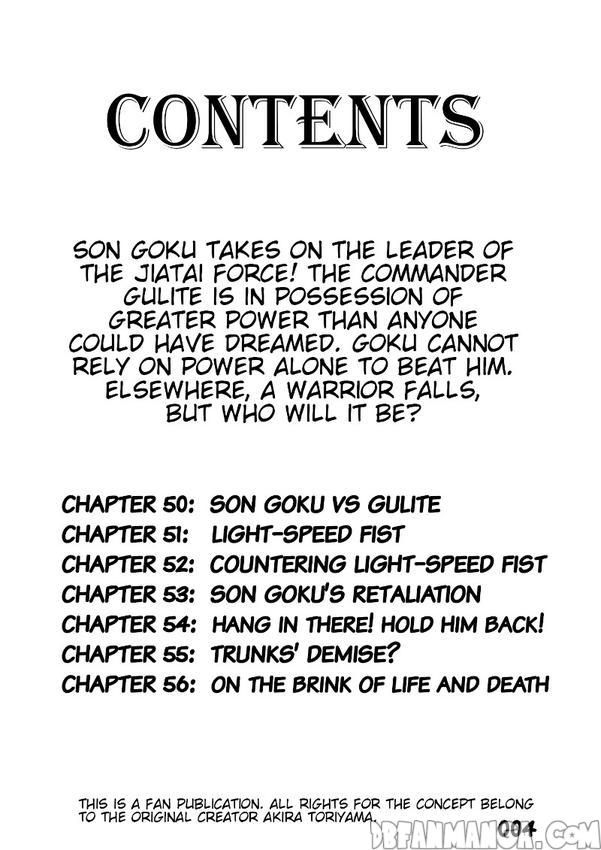 CONTENTS
SON GOKU TAKES ON THE LEADER OF
THE JIATAI FORCE! THE COMMANDER
GULITE IS IN POSSESSION OF
GREATER POWER THAN ANYONE
COULD HAVE DREAMED. GOKU CANNOT
RELY ON POWER ALONE TO BEAT HIM.
ELSEWHERE, A WARRIOR FALLS,
BUT WHO WILL IT BE?
CHAPTER 50: SON GOKU VS GULITE
CHAPTER 51: LIGHT-SPEED FIST
CHAPTER 52: COUNTERING LIGHT-SPEED FIST
CHAPTER 53: SON GOKU'S RETALIATION
CHAPTER 54: HANG IN THERE! HOLD HIM BACK!
CHAPTER 55: TRUNKS' DEMISE?
CHAPTER 56: ON THE BRINK OF LIFE AND DEATH
THIS IS A FAN PUBLICATION. ALL RIGHTS FOR THE CONCEPT BELONG
TO THE ORIGINAL CREATOR AKIRA TORIYAMA.
004
DBFANMANGA.COM